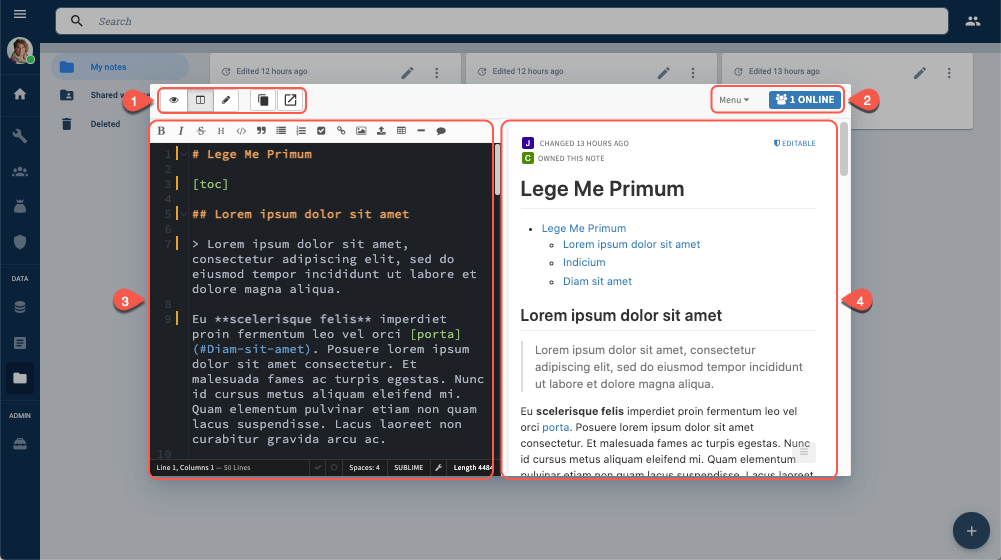 Search
My notes
Shared w
Deleted
Edited 12 hours ago
Edited 12 hours ago
Edited 13 hours ago
DATA
ADMIN
1
2
3
4
Menu
1 ONLINE
B I S H </>
1 # Lege Me Primum
2
3 [toc]
4
5 ## Lorem ipsum dolor sit amet
6
7 > Lorem ipsum dolor sit amet,
consectetur adipiscing elit, sed do
eiusmod tempor incididunt ut labore et
dolore magna aliqua.
8
9 Eu **scelerisque felis** imperdiet
proin fermentum leo vel orci [porta]
(#Diam-sit-amet). Posuere lorem ipsum
dolor sit amet consectetur. Et
malesuada fames ac turpis egestas. Nunc
id cursus metus aliquam eleifend mi.
Quam elementum pulvinar etiam non quam
lacus suspendisse. Lacus laoreet non
curabitur gravida arcu ac.
10
Line 1, Columns 1 — 50 Lines
Spaces: 4
SUBLIME
Length 4484
J CHANGED 13 HOURS AGO
EDITABLE
C OWNED THIS NOTE
Lege Me Primum
• Lege Me Primum
Lorem ipsum dolor sit amet
Indicium
Diam sit amet
Lorem ipsum dolor sit amet
Lorem ipsum dolor sit amet, consectetur
adipiscing elit, sed do eiusmod tempor incididunt
ut labore et dolore magna aliqua.
Eu scelerisque felis imperdiet proin fermentum leo vel
orci porta. Posuere lorem ipsum dolor sit amet
consectetur. Et malesuada fames ac turpis egestas. Nunc
id cursus metus aliquam eleifend mi. Quam elementum
pulvinar etiam non quam lacus suspendisse. Lacus laoreet